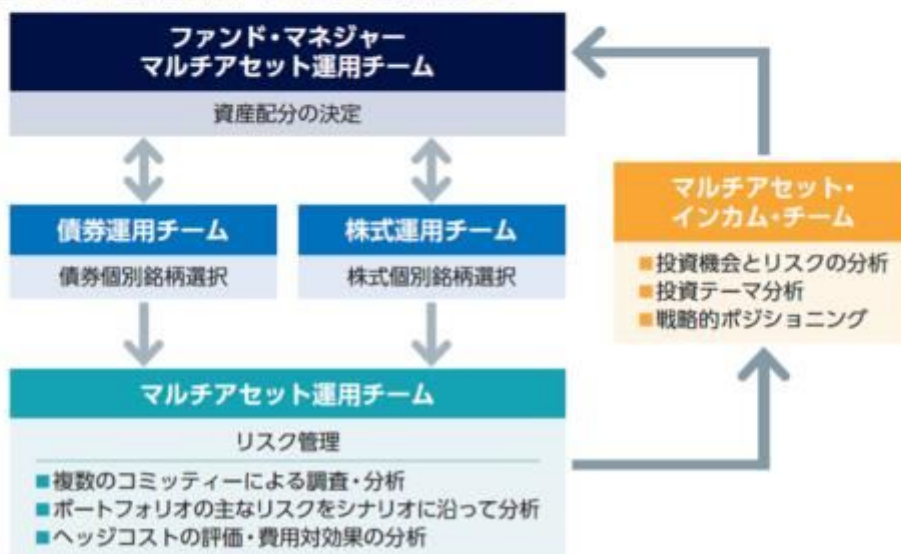 ファンド・マネジャー
マルチアセット運用チーム
資産配分の決定
債券運用チーム
債券個別銘柄選択
株式運用チーム
株式個別銘柄選択
マルチアセット・
インカム・チーム
■投資機会とリスクの分析
■投資テーマ分析
■戦略的ポジショニング
マルチアセット運用チーム
リスク管理
■複数のコミッティーによる調査・分析
■ポートフォリオの主なリスクをシナリオに沿って分析
■ヘッジコストの評価・費用対効果の分析